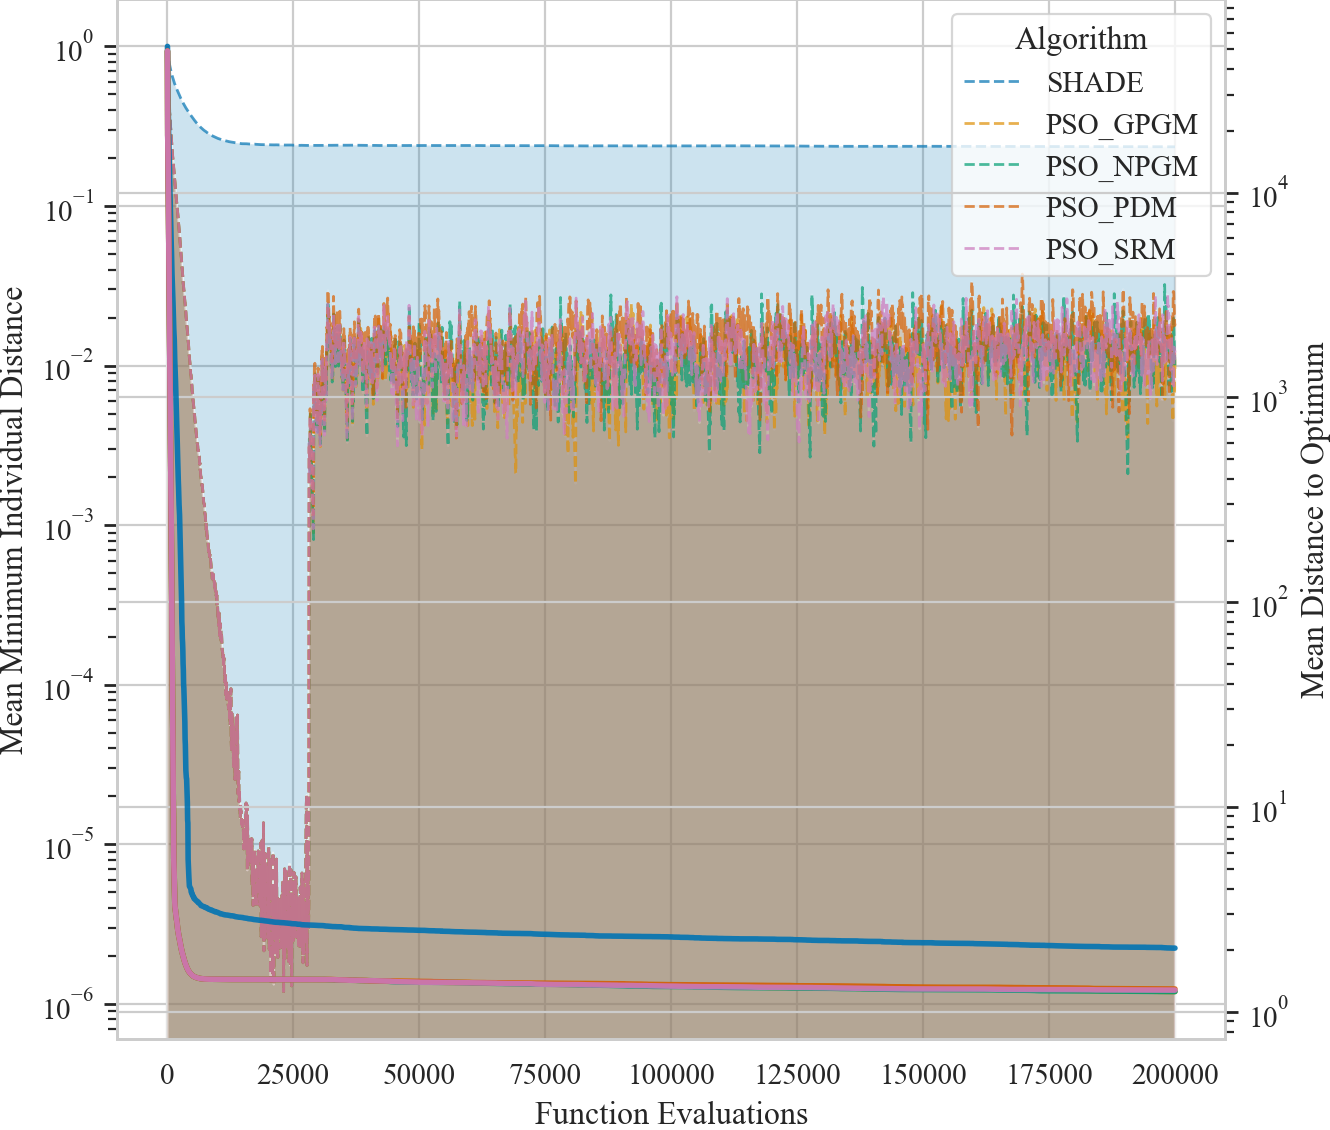 Algorithm
SHADE
PSO_GPGM
PSO_NPGM
PSO_PDM
PSO_SRM
10^0
10^−1
10^−2
10^−3
10^−4
10^−5
10^−6
Mean Minimum Individual Distance
10^4
10^3
10^2
10^1
10^0
Mean Distance to Optimum
0 25000 50000 75000 100000 125000 150000 175000 200000
Function Evaluations